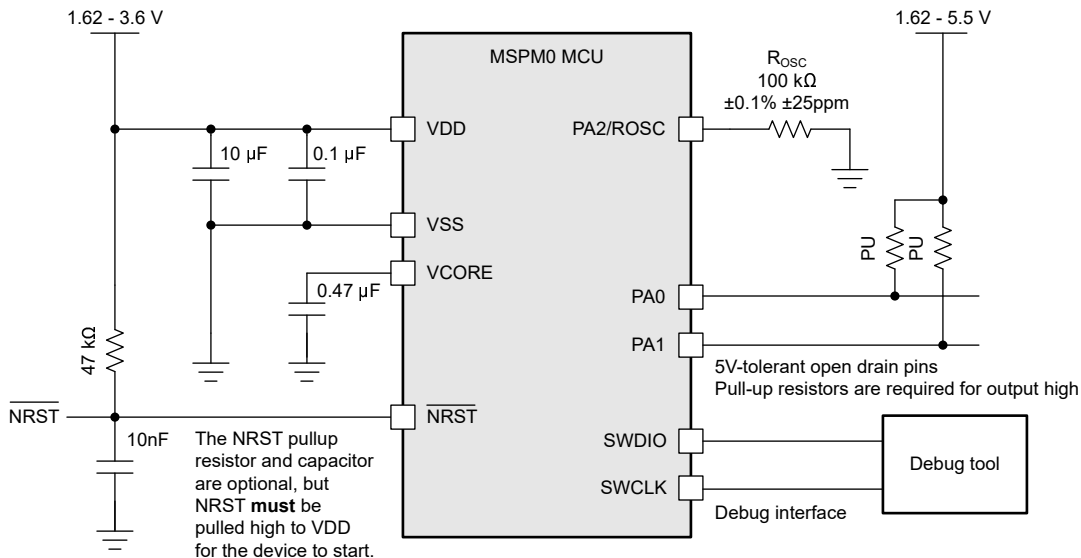 1.62 - 3.6 V
1.62 - 5.5 V
MSPM0 MCU
ROSC
100 kΩ
±0.1% ±25ppm
VDD
PA2/ROSC
10 µF
0.1 µF
VSS
VCORE
0.47 µF
PU
PU
PA0
PA1
47 kΩ
5V-tolerant open drain pins
Pull-up resistors are required for output high
NRST
NRST
10nF
The NRST pullup
resistor and capacitor
are optional, but
NRST must be
pulled high to VDD
for the device to start.
SWDIO
SWCLK
Debug tool
Debug interface